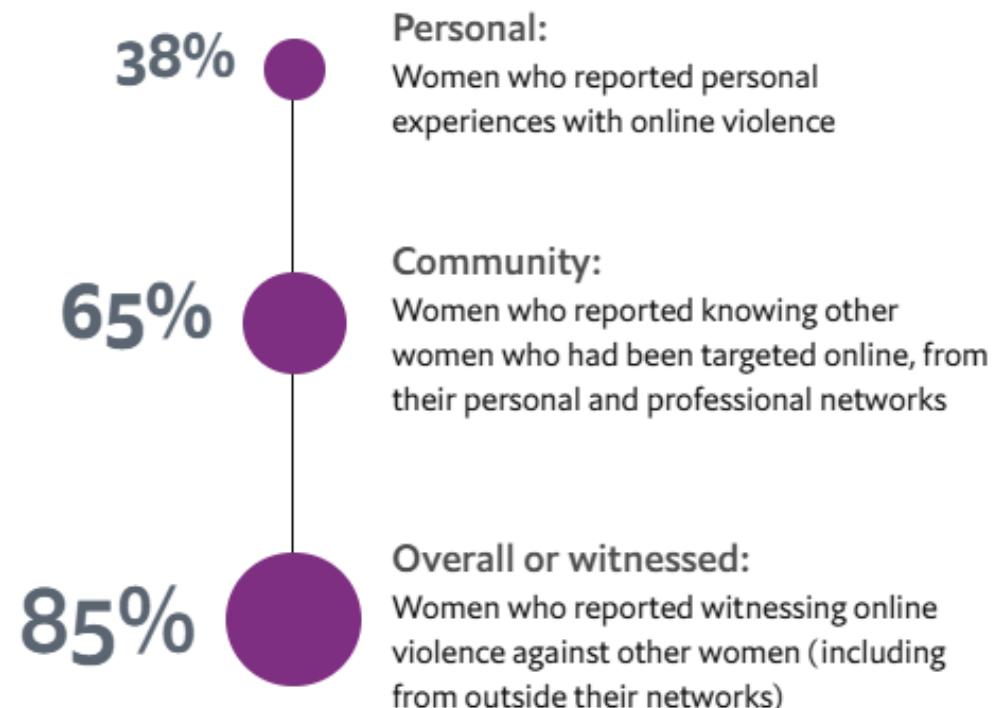 38%
Personal:
Women who reported personal
experiences with online violence
65%
Community:
Women who reported knowing other
women who had been targeted online, from
their personal and professional networks
85%
Overall or witnessed:
Women who reported witnessing online
violence against other women (including
from outside their networks)